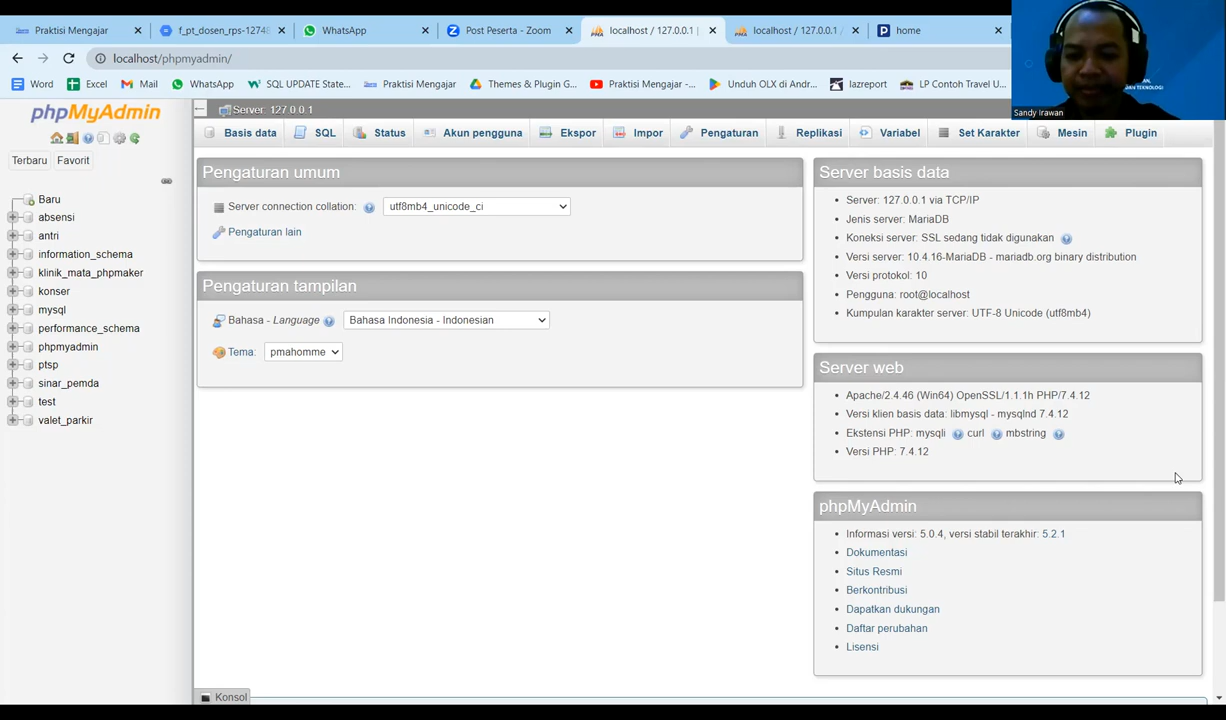 Praktisi Mengajar
f_pt_dosen_rps-12748
WhatsApp
Post Peserta - Zoom
localhost / 127.0.0.1 |
localhost / 127.0.0.1 /
home
localhost/phpmyadmin/
Word
Excel
Mail
WhatsApp
SQL UPDATE State...
Praktisi Mengajar
Themes & Plugin G...
Praktisi Mengajar -...
Unduh OLX di Andr...
lazreport
LP Contoh Travel U...
Sandy Irawan
phpMyAdmin
Terbaru
Favorit
Baru
absensi
antri
information_schema
klinik_mata_phpmaker
konser
mysql
performance_schema
phpmyadmin
ptsp
sinar_pemda
test
valet_parkir
Server: 127.0.0.1
Basis data
SQL
Status
Akun pengguna
Ekspor
Impor
Pengaturan
Replikasi
Variabel
Set Karakter
Mesin
Plugin
Pengaturan umum
Server connection collation:
utf8mb4_unicode_ci
Pengaturan lain
Pengaturan tampilan
Bahasa - Language
Bahasa Indonesia - Indonesian
Tema:
pmahomme
Server basis data
Server: 127.0.0.1 via TCP/IP
Jenis server: MariaDB
Koneksi server: SSL sedang tidak digunakan
Versi server: 10.4.16-MariaDB - mariadb.org binary distribution
Versi protokol: 10
Pengguna: root@localhost
Kumpulan karakter server: UTF-8 Unicode (utf8mb4)
Server web
Apache/2.4.46 (Win64) OpenSSL/1.1.1h PHP/7.4.12
Versi klien basis data: libmysql - mysqlnd 7.4.12
Ekstensi PHP: mysqli curl mbstring
Versi PHP: 7.4.12
phpMyAdmin
Informasi versi: 5.0.4, versi stabil terakhir: 5.2.1
Dokumentasi
Situs Resmi
Berkontribusi
Dapatkan dukungan
Daftar perubahan
Lisensi
Konsol